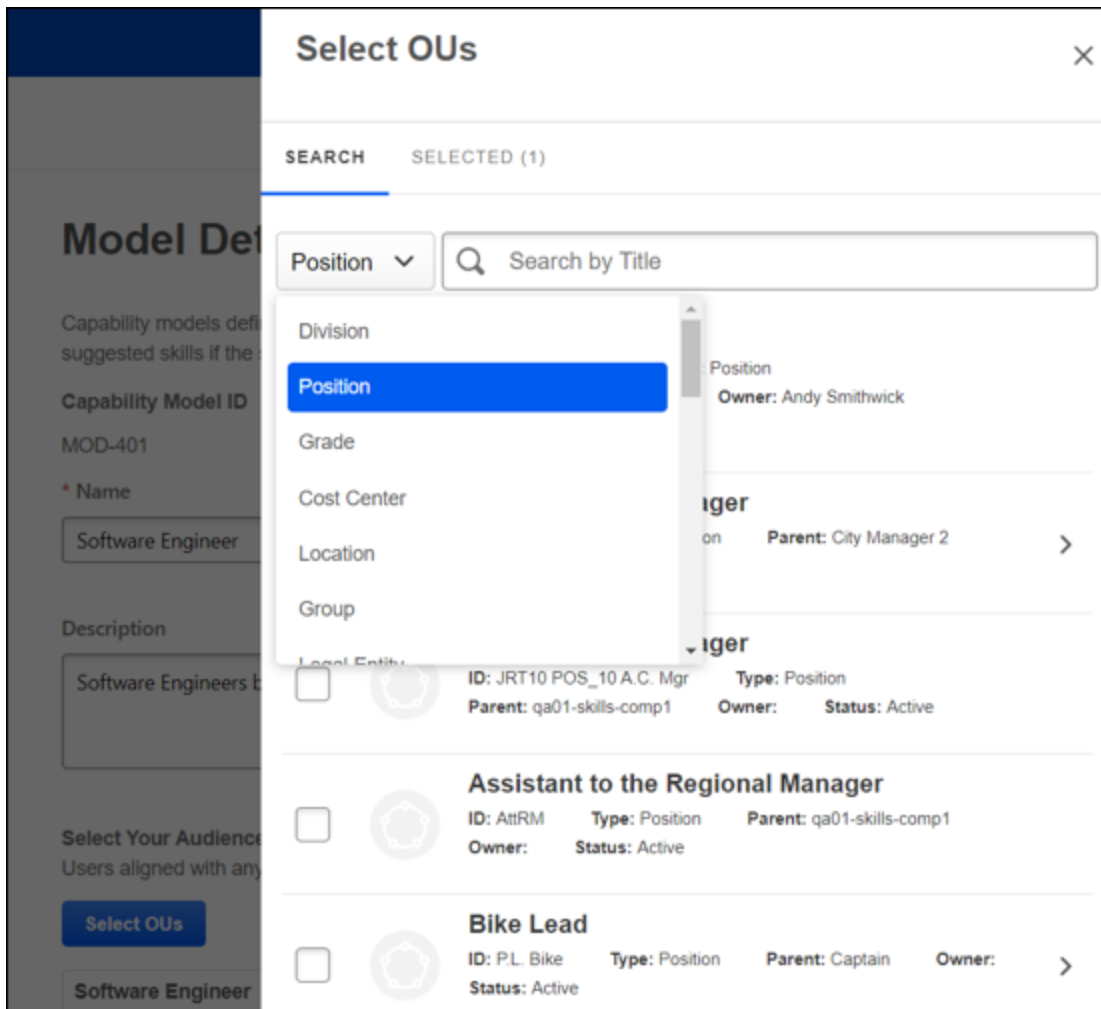 Select OUs
SEARCH SELECTED (1)
Model Det
Position Search by Title
Capability models defi
suggested skills if the
Capability Model ID
MOD-401
* Name
Software Engineer
Description
Software Engineers b
Select Your Audience
Users aligned with any
Select OUs
Software Engineer
Division
Position
Grade
Cost Center
Location
Group
Legal Entity
: Position
Owner: Andy Smithwick
ager
on Parent: City Manager 2
ager
ID: JRT10 POS_10 A.C. Mgr Type: Position
Parent: qa01-skills-comp1 Owner: Status: Active
Assistant to the Regional Manager
ID: AttRM Type: Position Parent: qa01-skills-comp1
Owner: Status: Active
Bike Lead
ID: P.L. Bike Type: Position Parent: Captain Owner:
Status: Active